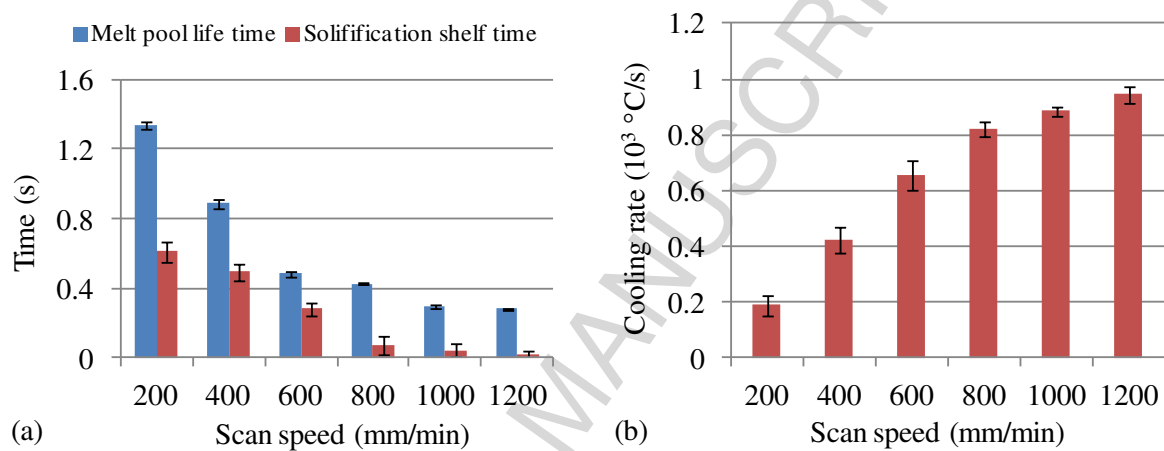 Melt pool life time Solifification shelf time
Time (s)
1.6
1.2
0.8
0.4
0
200 400 600 800 1000 1200
(a) Scan speed (mm/min)
Cooling rate (10³ °C/s)
1.2
1
0.8
0.6
0.4
0.2
0
200 400 600 800 1000 1200
(b) Scan speed (mm/min)
MANUSCRI